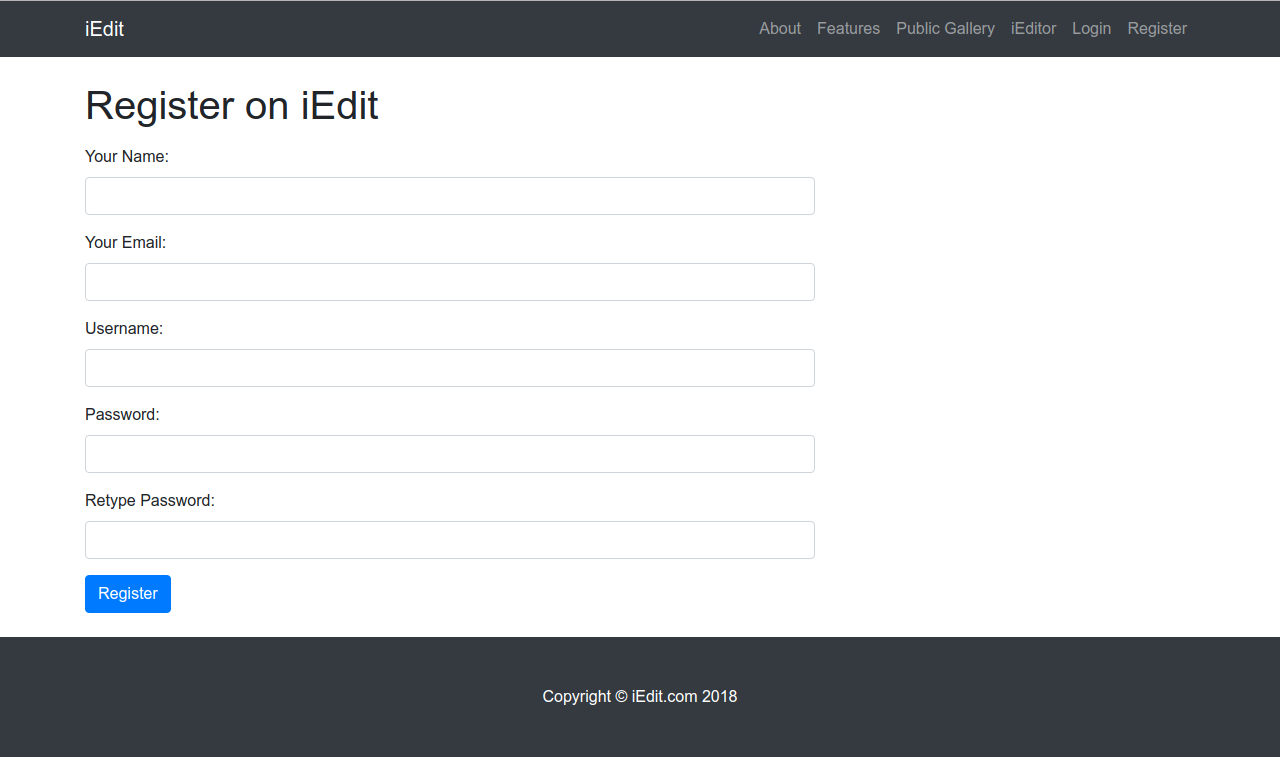 iEdit About Features Public Gallery iEditor Login Register
Register on iEdit
Your Name:
Your Email:
Username:
Password:
Retype Password:
Register
Copyright © iEdit.com 2018